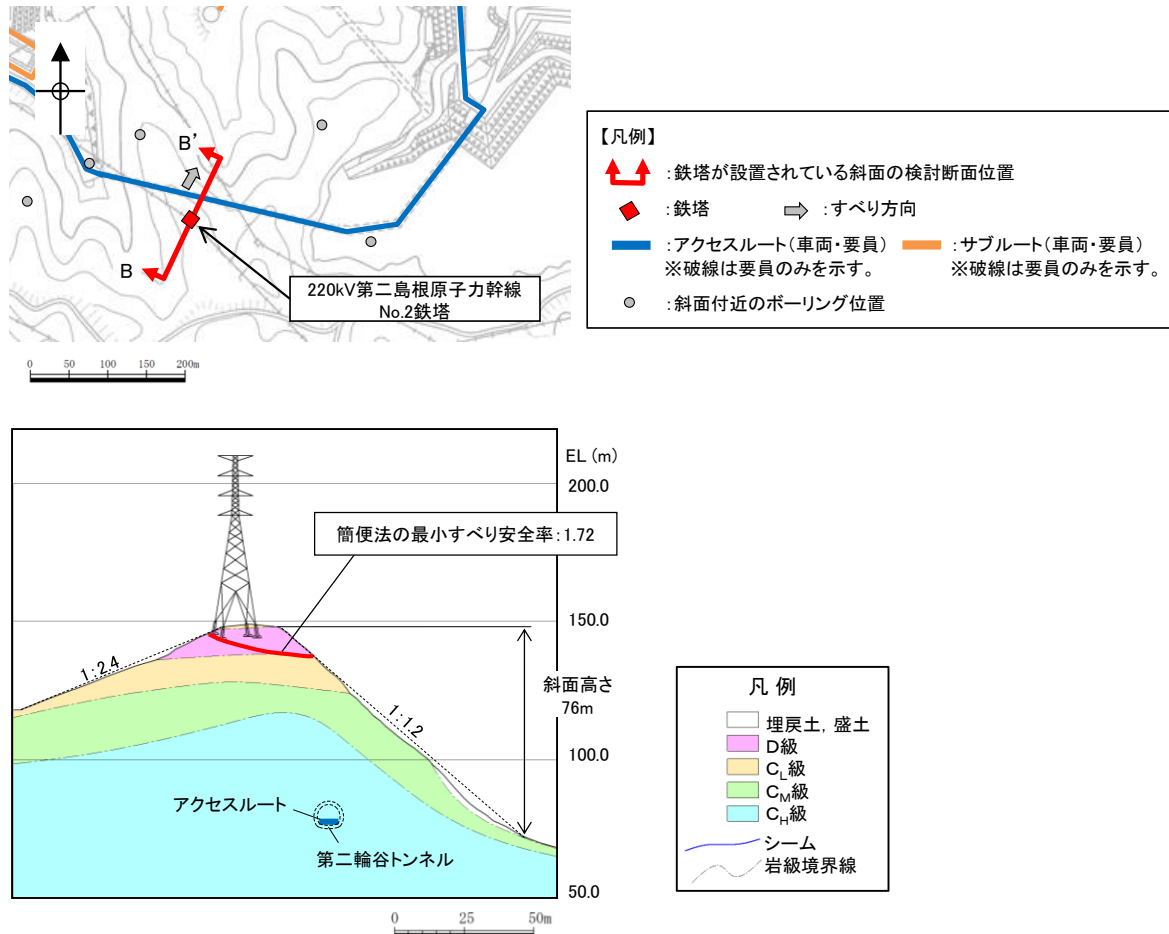 B'
B
220kV第二島根原子力幹線
No.2鉄塔
0 50 100 150 200m
【凡例】
:鉄塔が設置されている斜面の検討断面位置
:鉄塔
:すべり方向
:アクセスルート(車両・要員)
※破線は要員のみを示す。
:サブルート(車両・要員)
※破線は要員のみを示す。
:斜面付近のボーリング位置
EL (m)
200.0
簡便法の最小すべり安全率:1.72
150.0
1:2.4
1:1.2
斜面高さ
76m
100.0
アクセスルート
第二輪谷トンネル
50.0
0 25 50m
凡 例
埋戻土, 盛土
D級
CL級
CM級
CH級
シーム
岩級境界線